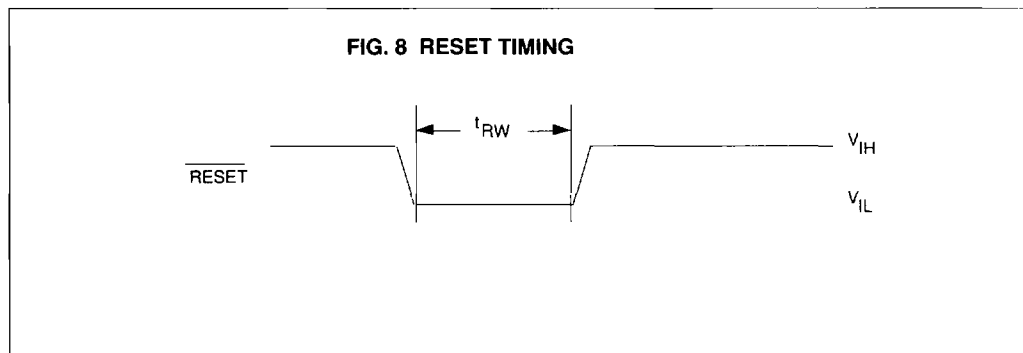 FIG. 8 RESET TIMING
tRW
VIH
RESET
VIL